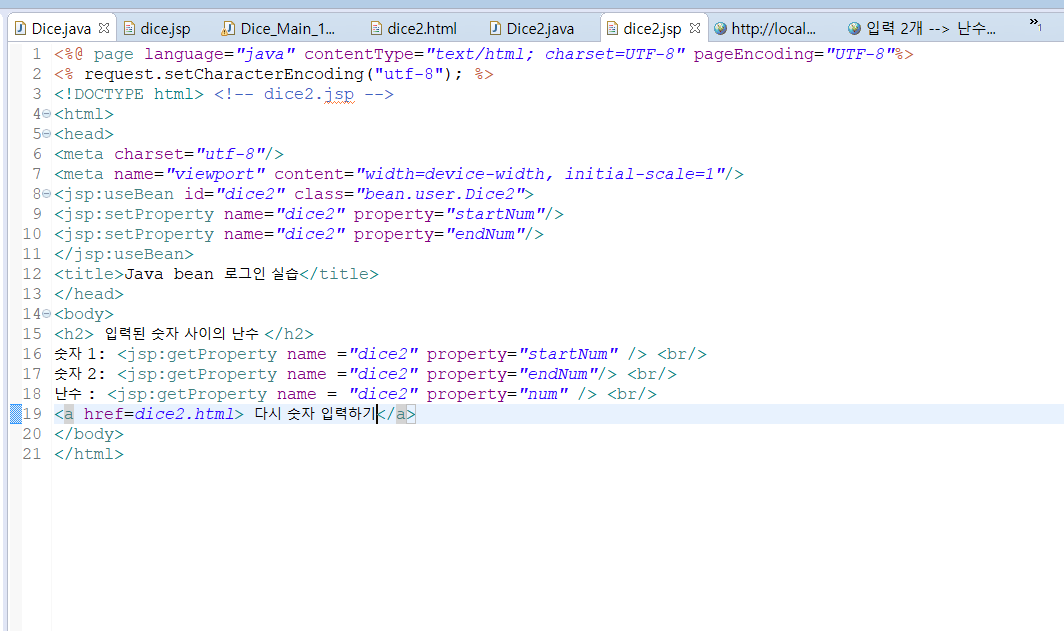 Dice.java dice.jsp Dice_Main_1... dice2.html Dice2.java dice2.jsp http://local... 입력 2개 --> 난수... »1
1 <%@ page language="java" contentType="text/html; charset=UTF-8" pageEncoding="UTF-8"%>
2 <% request.setCharacterEncoding("utf-8"); %>
3 <!DOCTYPE html> <!-- dice2.jsp -->
4 <html>
5 <head>
6 <meta charset="utf-8"/>
7 <meta name="viewport" content="width=device-width, initial-scale=1"/>
8 <jsp:useBean id="dice2" class="bean.user.Dice2">
9 <jsp:setProperty name="dice2" property="startNum"/>
10 <jsp:setProperty name="dice2" property="endNum"/>
11 </jsp:useBean>
12 <title>Java bean 로그인 실습</title>
13 </head>
14 <body>
15 <h2> 입력된 숫자 사이의 난수 </h2>
16 숫자 1: <jsp:getProperty name ="dice2" property="startNum" /> <br/>
17 숫자 2: <jsp:getProperty name ="dice2" property="endNum"/> <br/>
18 난수 : <jsp:getProperty name = "dice2" property="num" /> <br/>
19 <a href=dice2.html> 다시 숫자 입력하기</a>
20 </body>
21 </html>